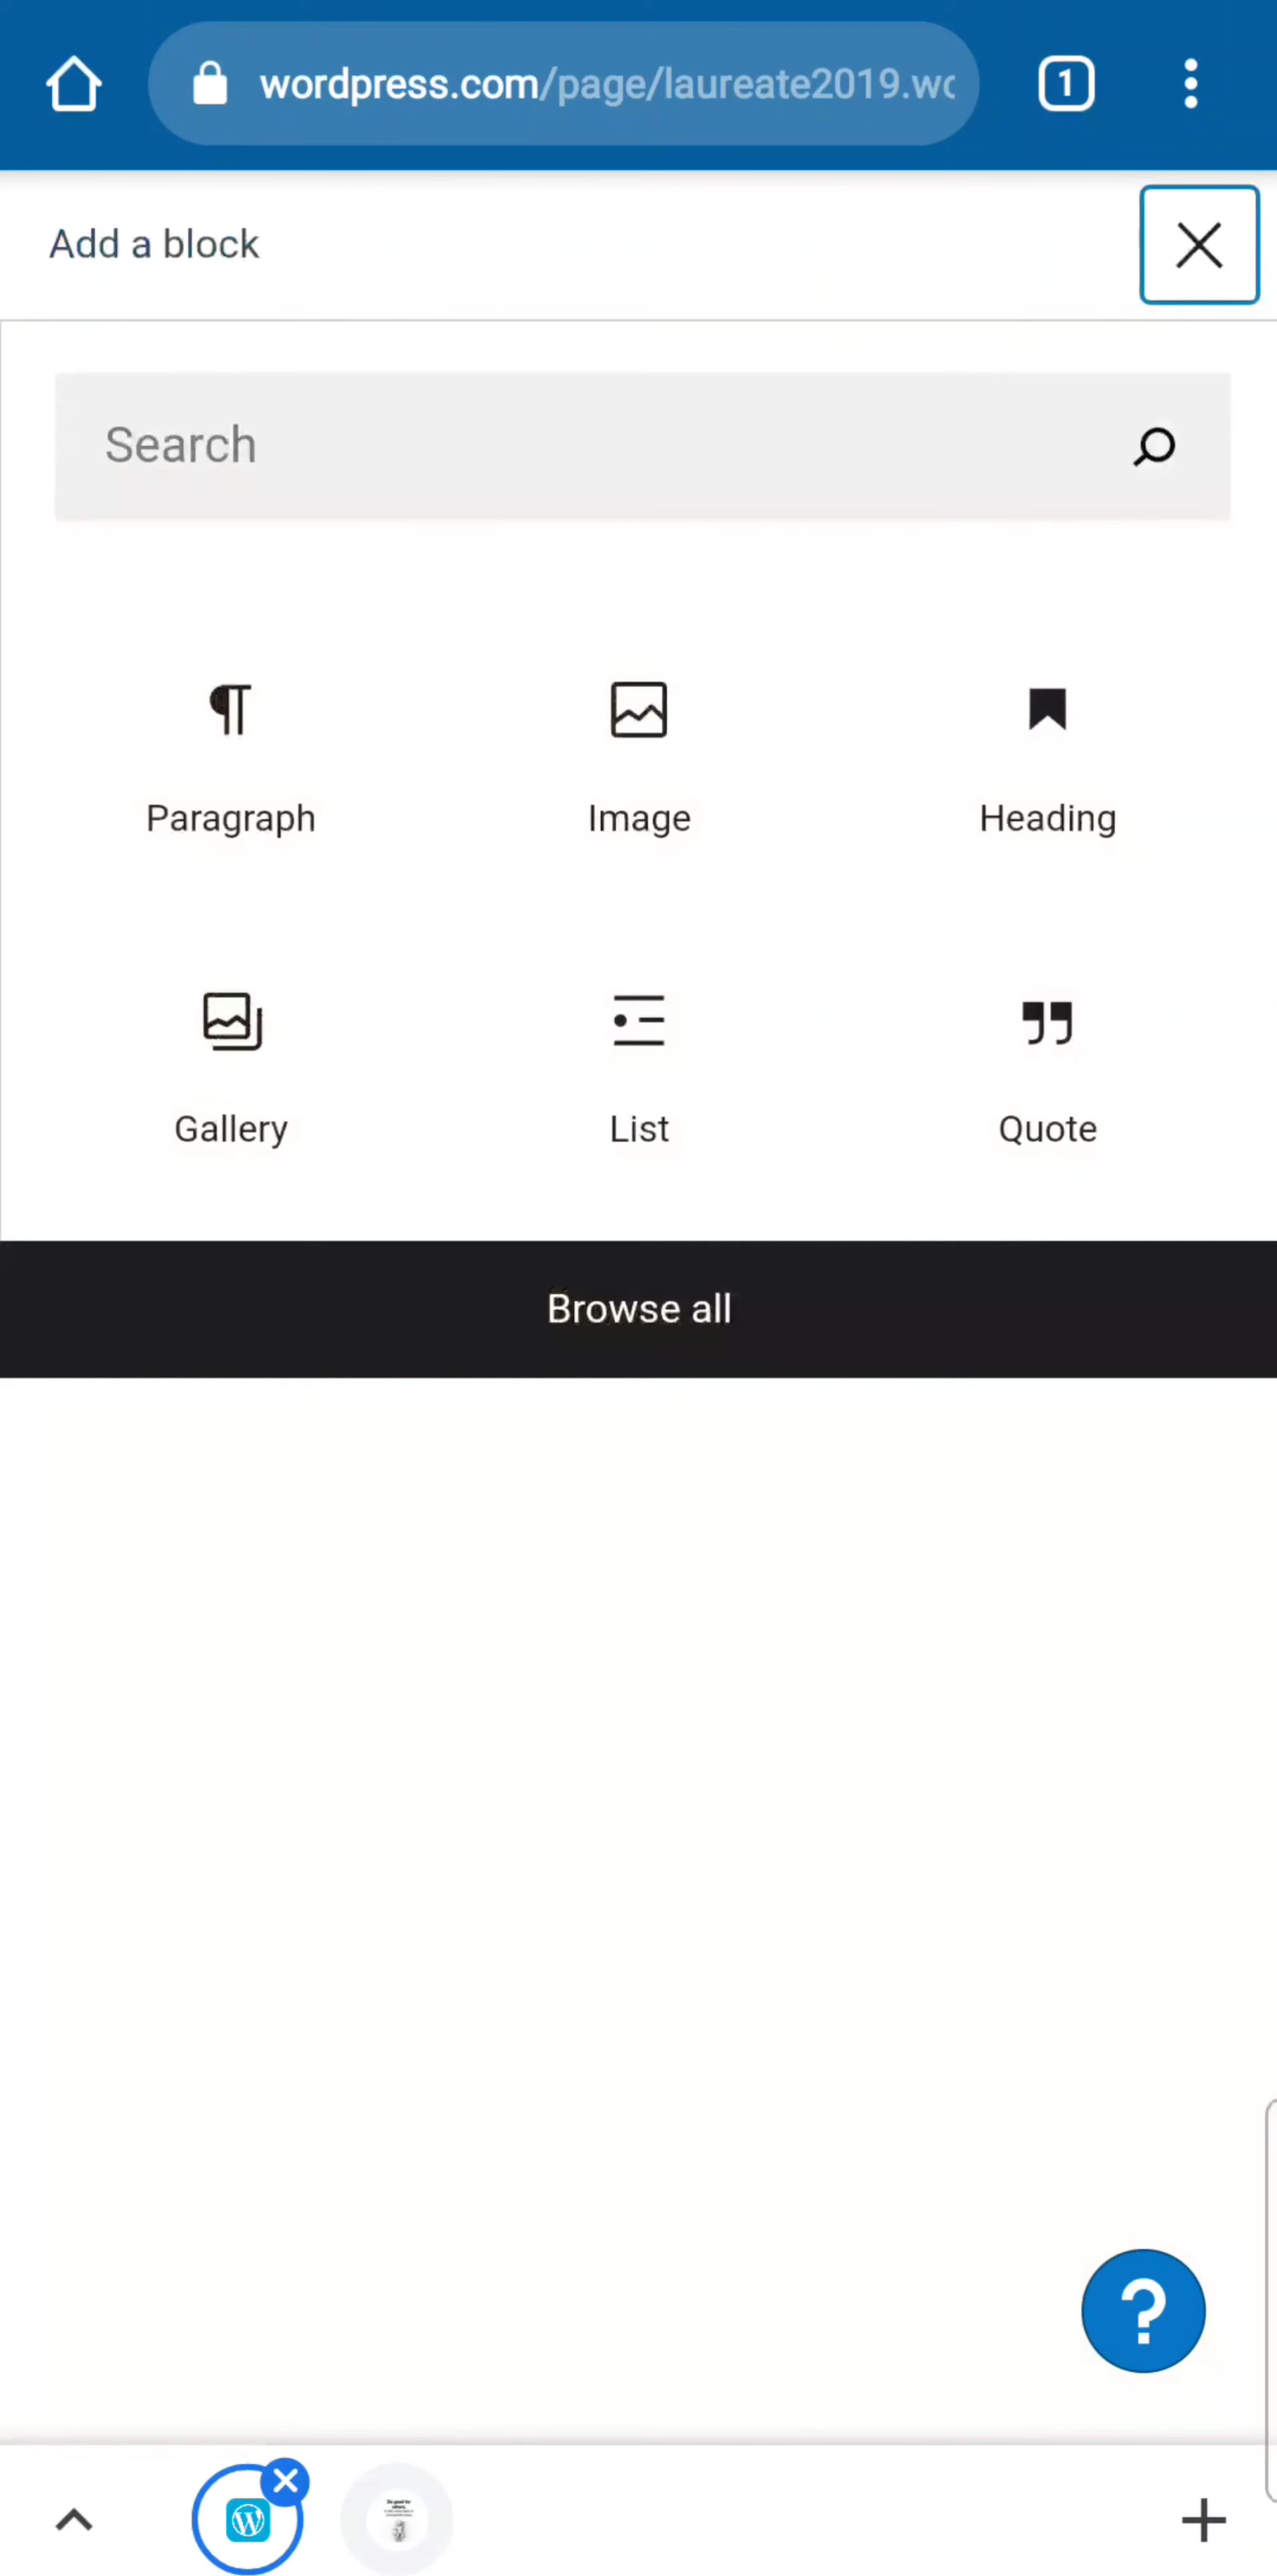 wordpress.com/page/laureate2019.wc
1
Add a block
Search
Paragraph
Image
Heading
Gallery
List
Quote
Browse all